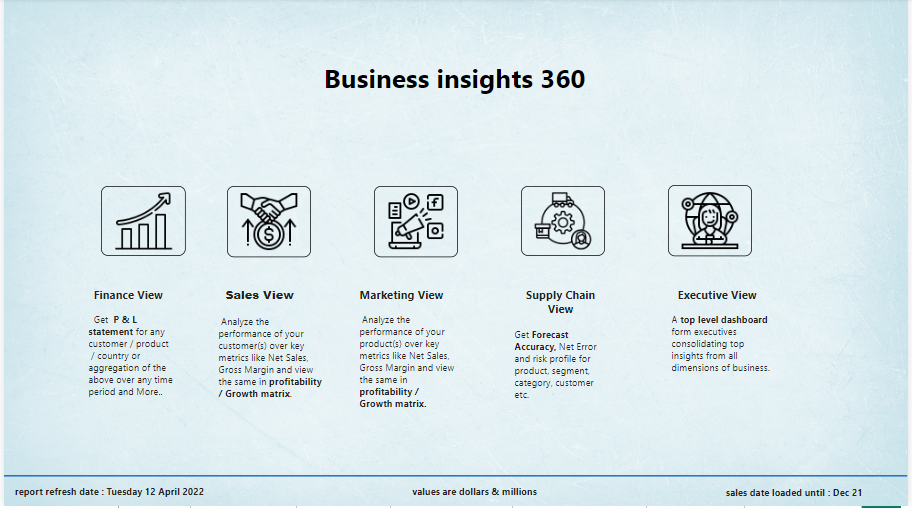 Business insights 360
Finance View
Get P & L
statement for any
customer / product
/ country or
aggregation of the
above over any time
period and More..
Sales View
Analyze the
performance of your
customer(s) over key
metrics like Net Sales,
Gross Margin and view
the same in profitability
/ Growth matrix.
Marketing View
Analyze the
performance of your
product(s) over key
metrics like Net Sales,
Gross Margin and view
the same in
profitability /
Growth matrix.
Supply Chain
View
Get Forecast
Accuracy, Net Error
and risk profile for
product, segment,
category, customer
etc.
Executive View
A top level dashboard
form executives
consolidating top
insights from all
dimensions of business.
report refresh date : Tuesday 12 April 2022
values are dollars & millions
sales date loaded until : Dec 21